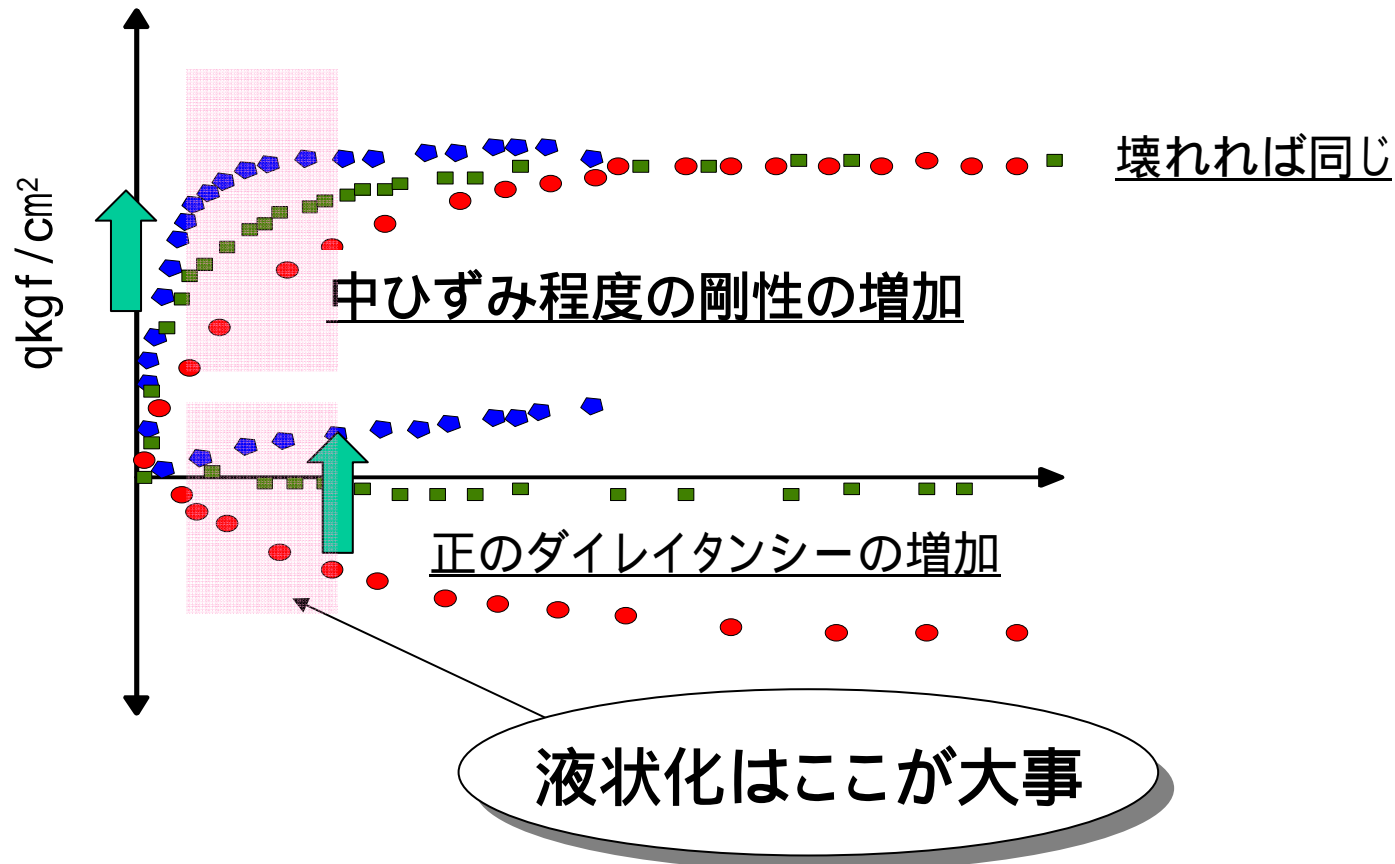 壊れれば同じ
qkgf/cm²
中ひずみ程度の剛性の増加
正のダイレイタンシーの増加
液状化はここが大事